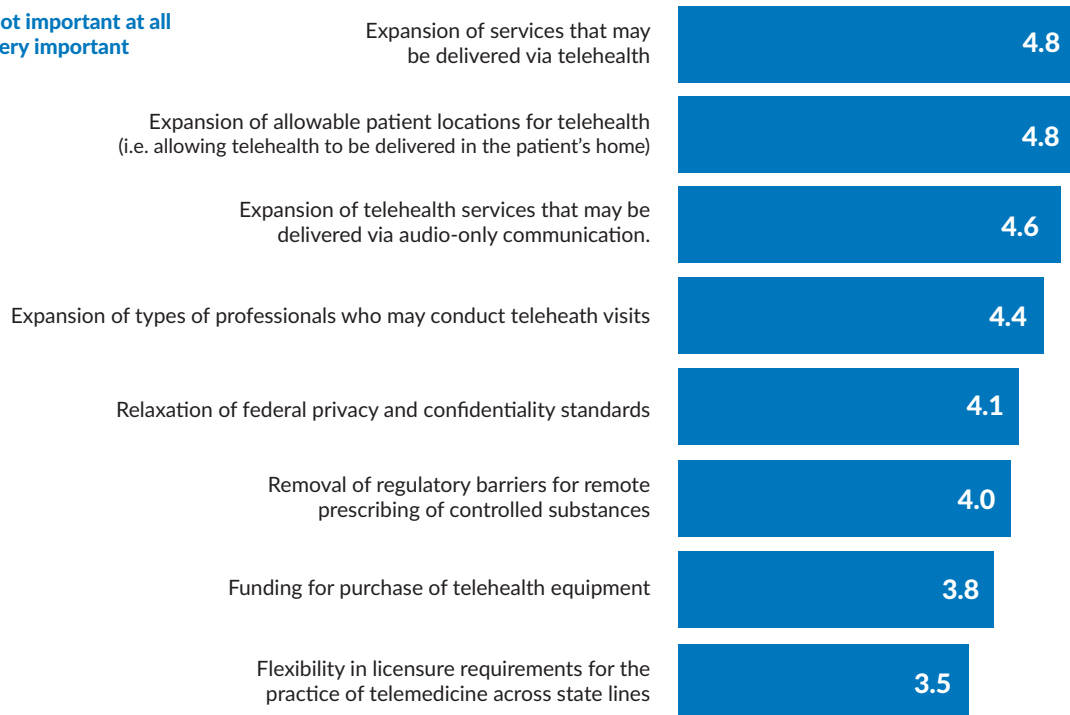 ot important at all
ery important
Expansion of services that may
be delivered via telehealth
4.8
Expansion of allowable patient locations for telehealth
(i.e. allowing telehealth to be delivered in the patient's home)
4.8
Expansion of telehealth services that may be
delivered via audio-only communication.
4.6
Expansion of types of professionals who may conduct teleheath visits
4.4
Relaxation of federal privacy and confidentiality standards
4.1
Removal of regulatory barriers for remote
prescribing of controlled substances
4.0
Funding for purchase of telehealth equipment
3.8
Flexibility in licensure requirements for the
practice of telemedicine across state lines
3.5